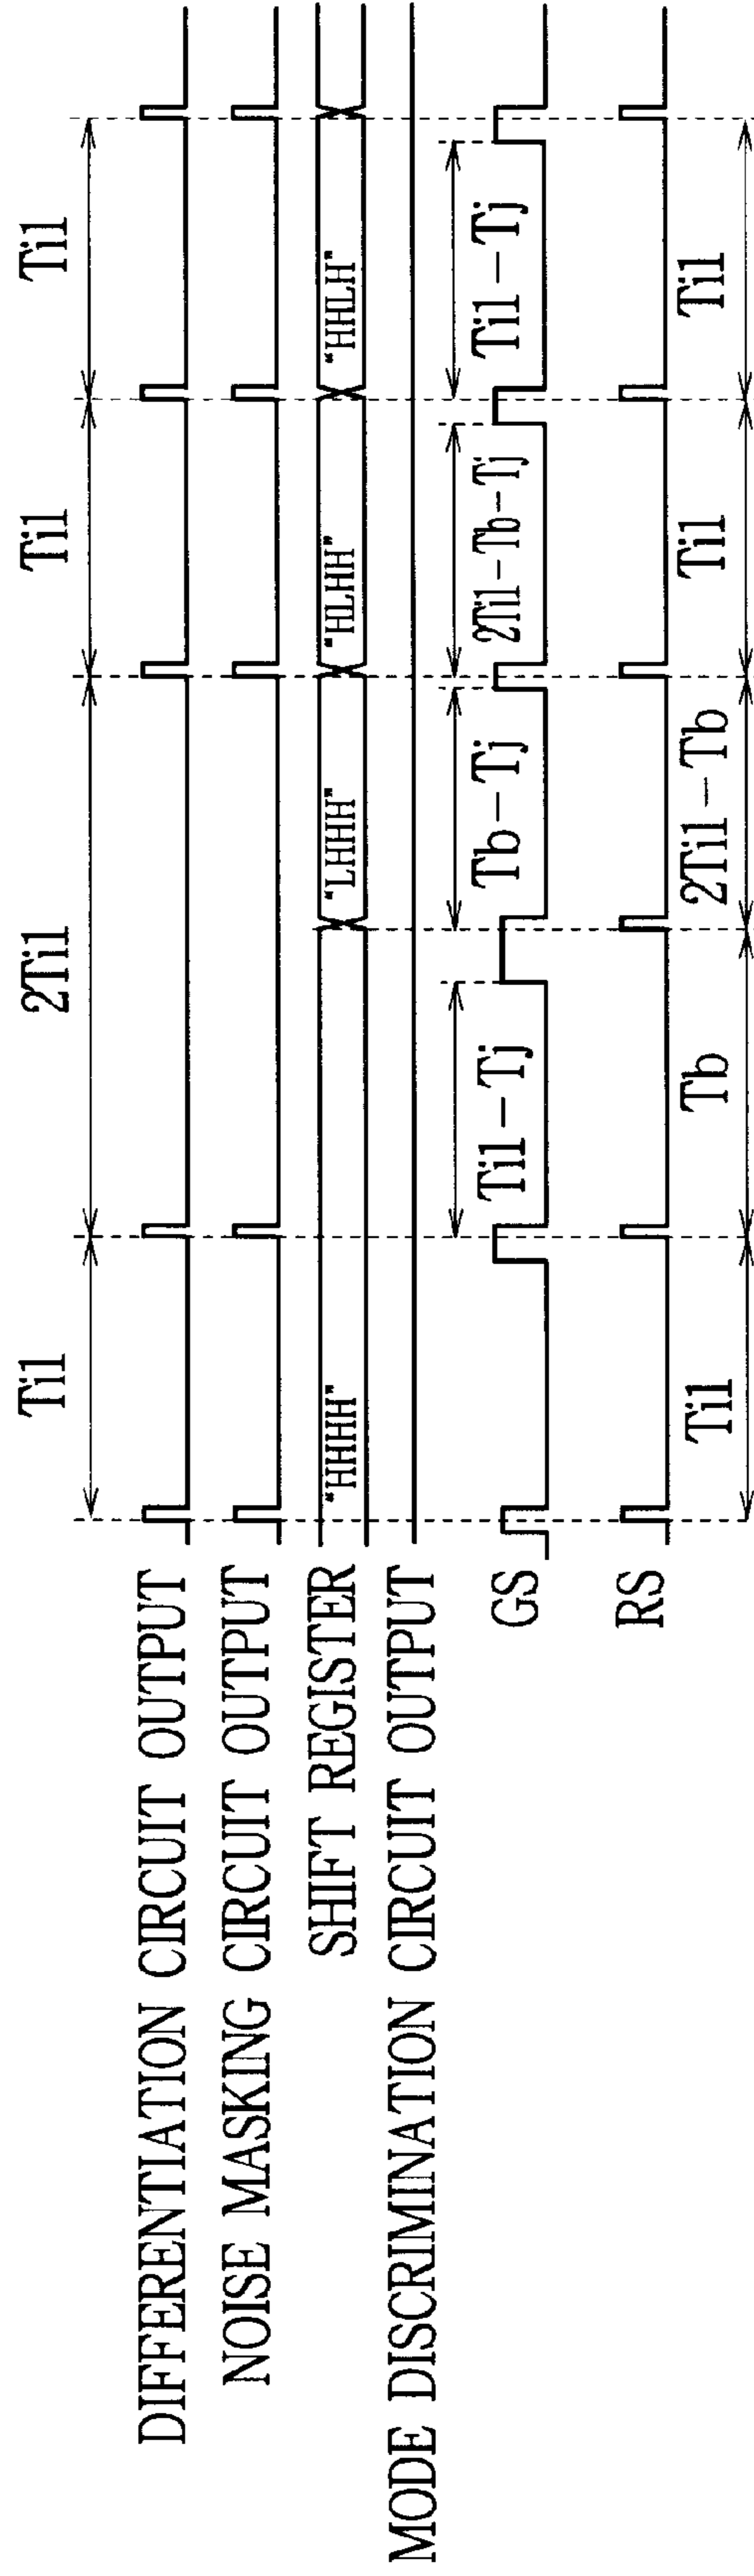 Ti1 2Ti1 Ti1 Ti1
DIFFERENTIATION CIRCUIT OUTPUT
NOISE MASKING CIRCUIT OUTPUT
SHIFT REGISTER "HHHH" "LHHH" "HLHH" "HHLH"
MODE DISCRIMINATION CIRCUIT OUTPUT
Ti1-Tj Tb-Tj 2Ti1-Tb-Tj Ti1-Tj
GS
RS
Ti1 Tb 2Ti1-Tb Ti1 Ti1